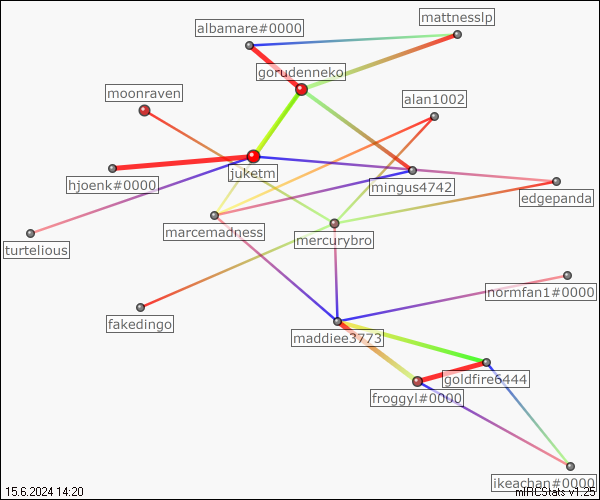 mattnesslp
albamare#0000
gorudenneko
moonraven
alan1002
juketm
hjoenk#0000
mingus4742
edgepanda
marcemadness
mercurybro
turtelious
normfan1#0000
fakedingo
maddiee3773
goldfire6444
froggyl#0000
ikeachan#0000
15.6.2024 14:20
mIRCStats v1.25